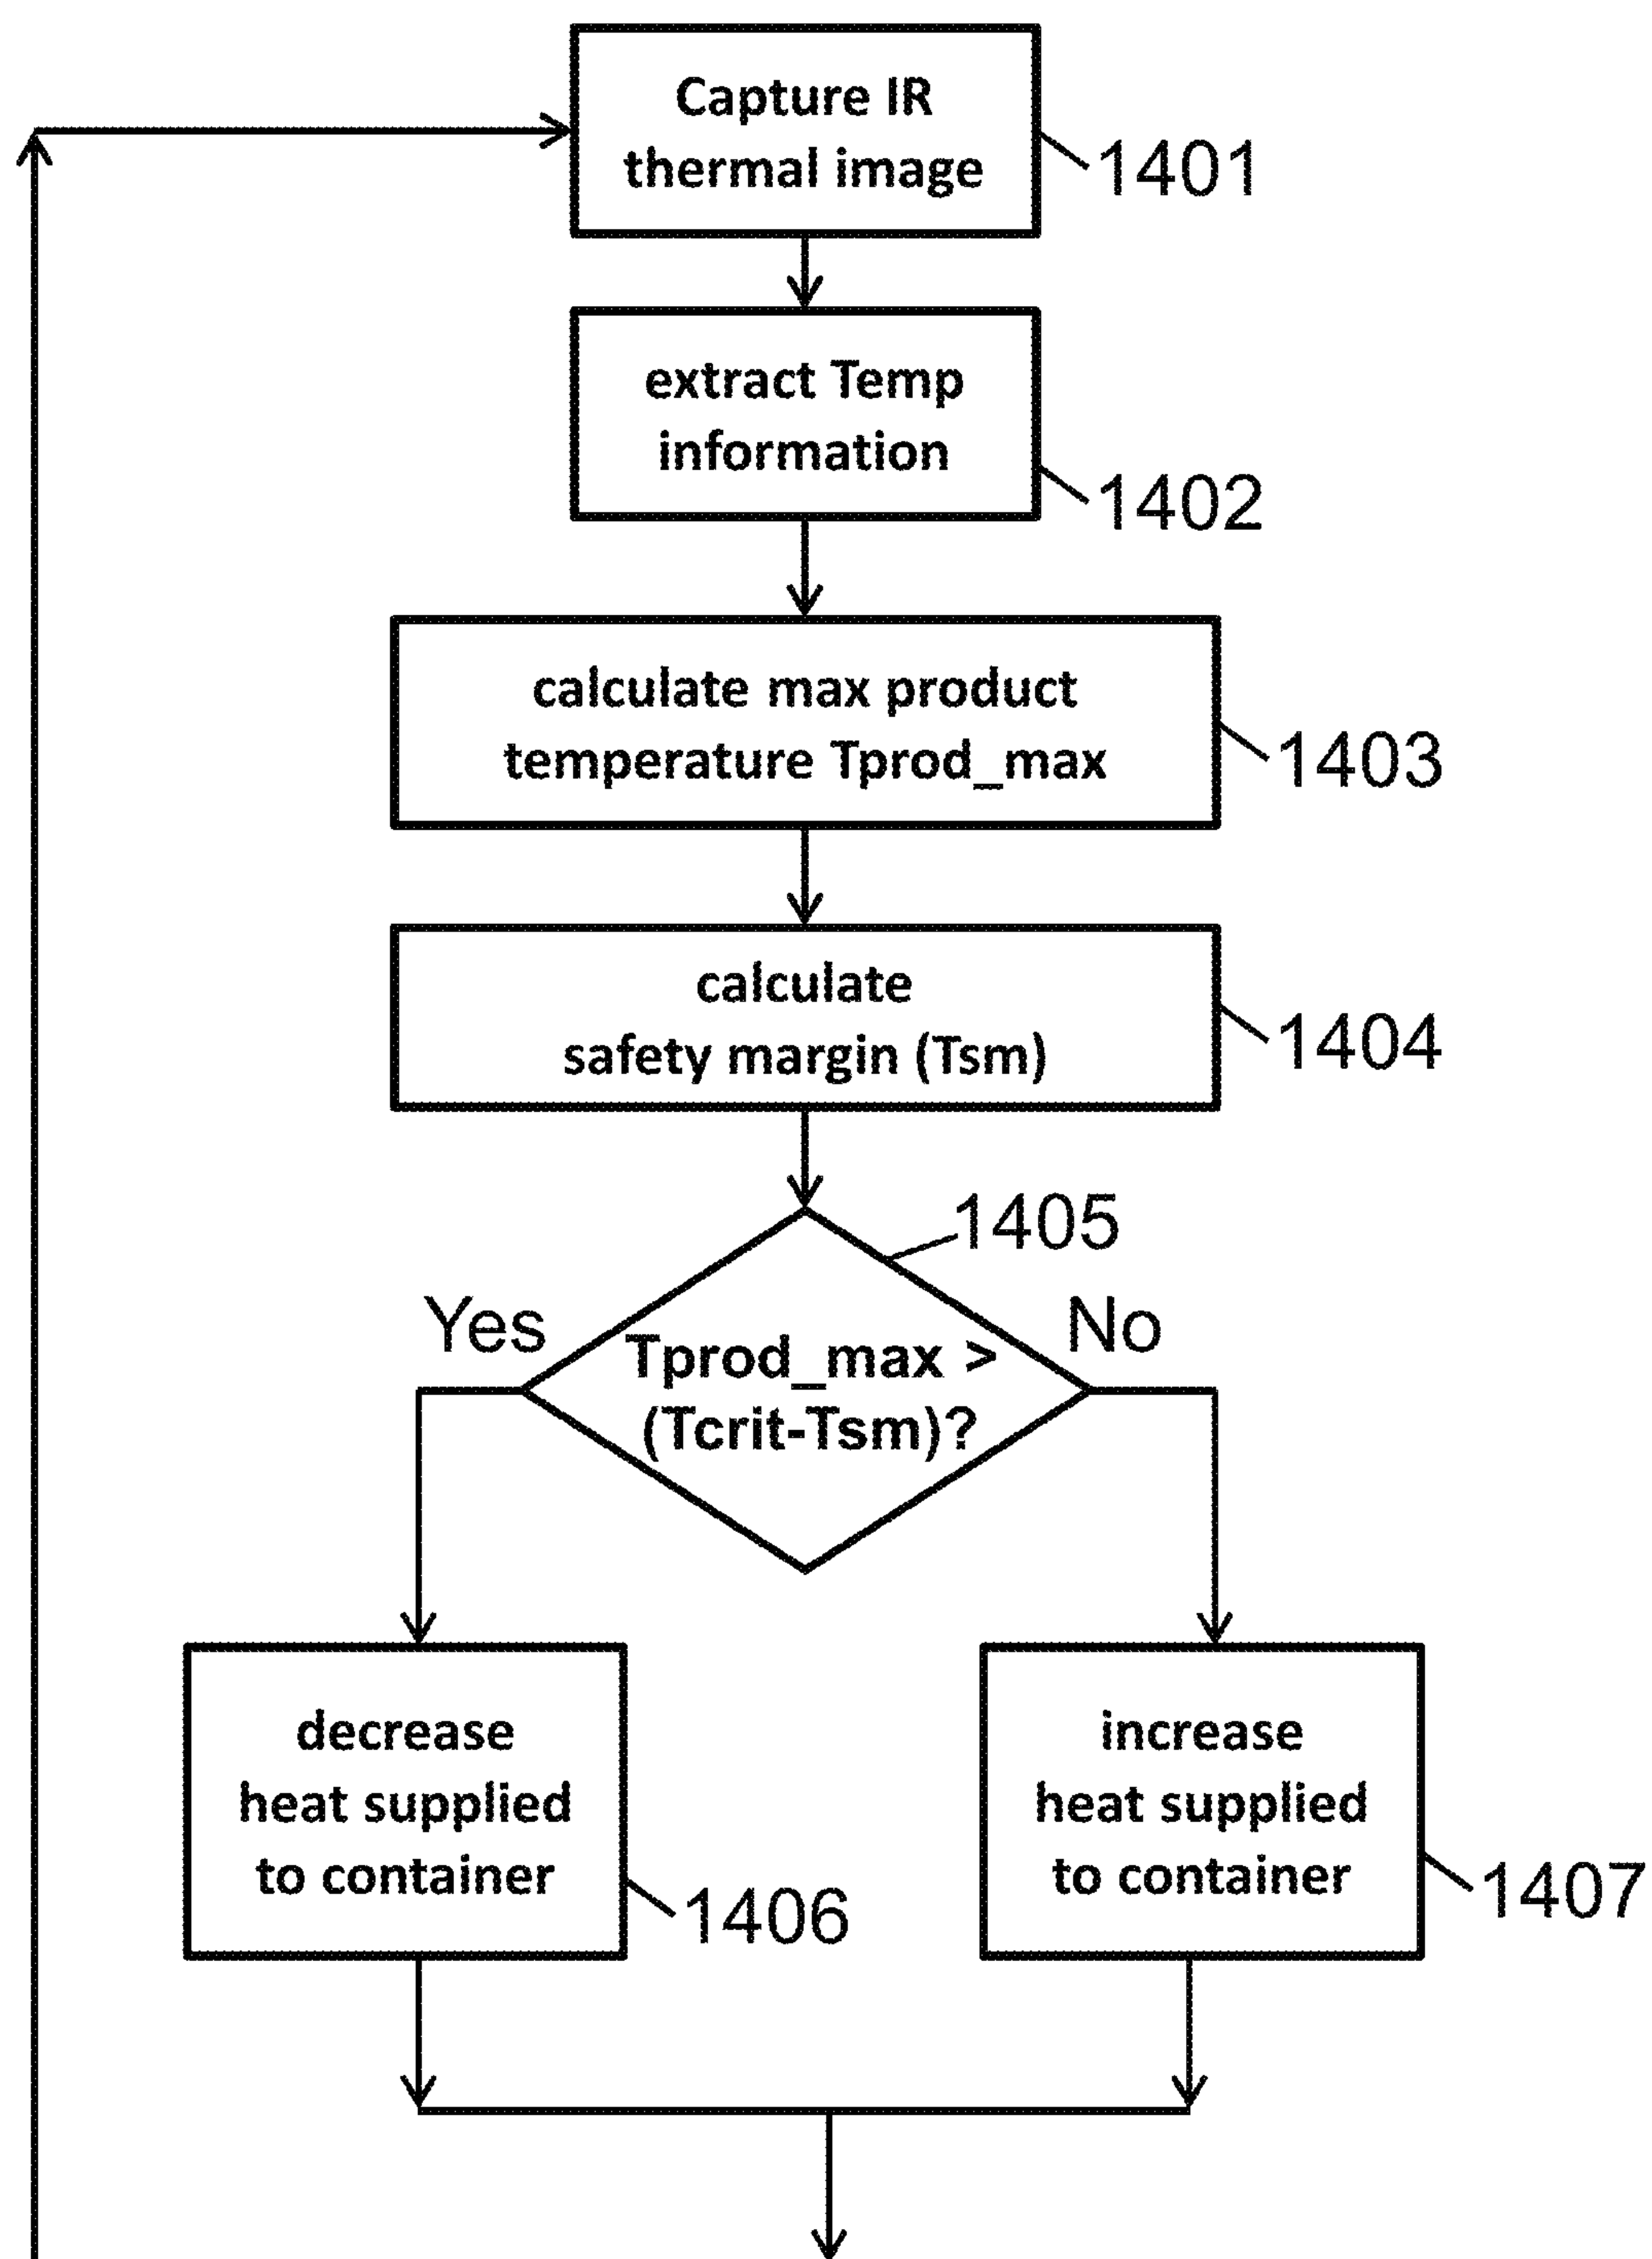 Capture IR
thermal image
1401
extract Temp
information
1402
calculate max product
temperature Tprod_max
1403
calculate
safety margin (Tsm)
1404
1405
Yes
No
Tprod_max >
(Tcrit-Tsm)?
decrease
heat supplied
to container
1406
increase
heat supplied
to container
1407